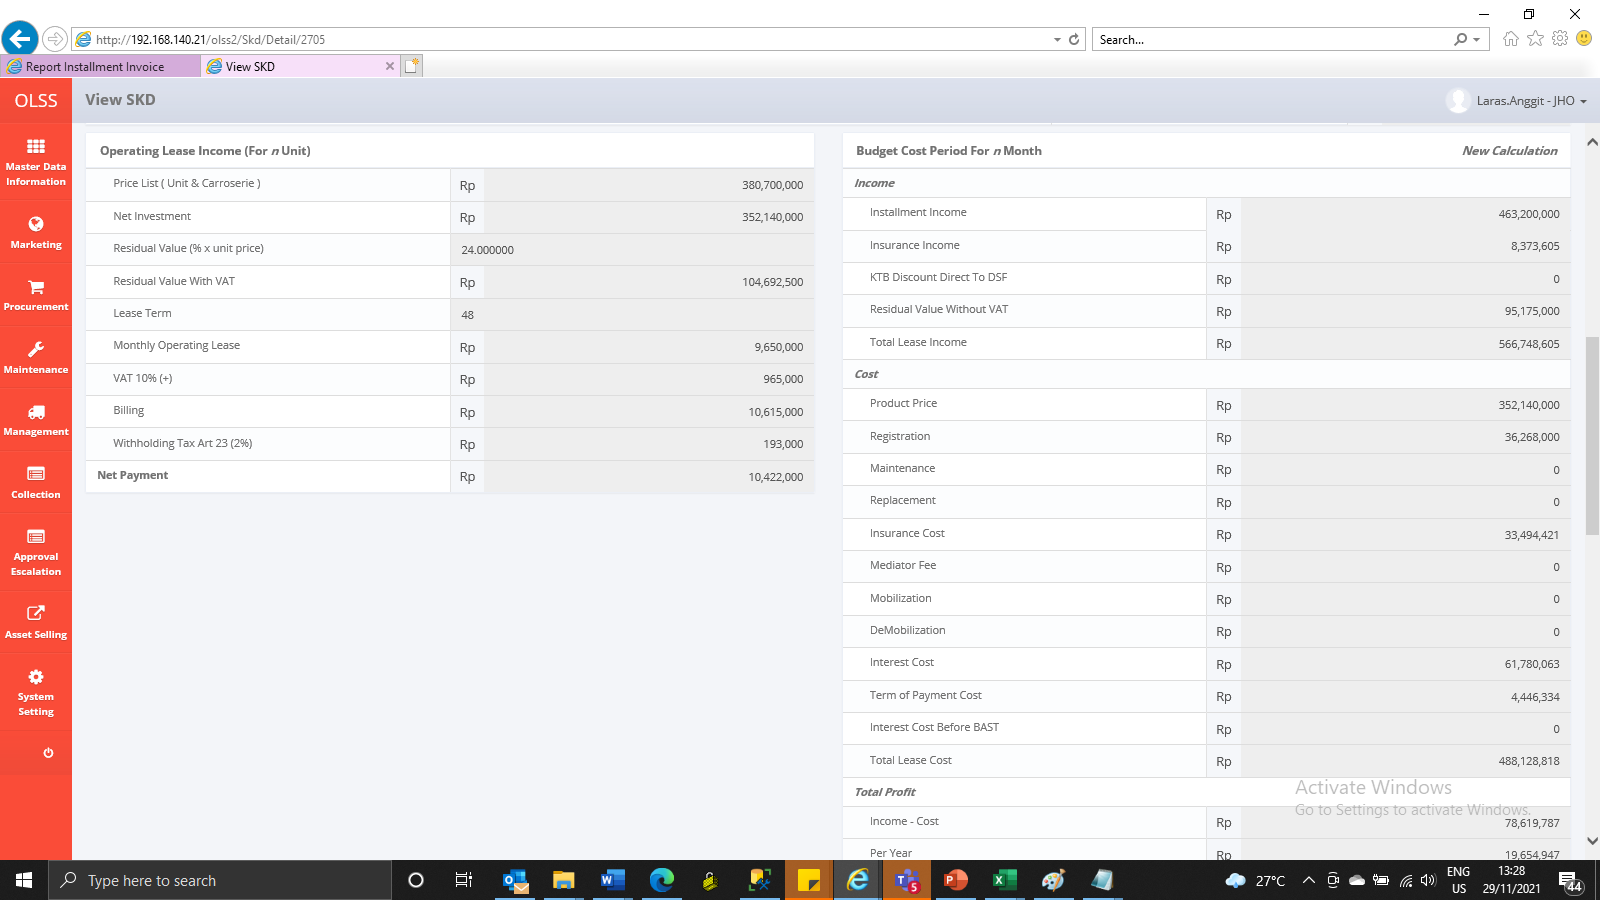 http://192.168.140.21/olss2/Skd/Detail/2705
Search...
Report Installment Invoice
View SKD
OLSS
View SKD
Laras.Anggit - JHO
Master Data
Information
Marketing
Procurement
Maintenance
Management
Collection
Approval
Escalation
Asset Selling
System
Setting
Operating Lease Income (For n Unit)
Price List ( Unit & Carroserie ) Rp 380,700,000
Net Investment Rp 352,140,000
Residual Value (% x unit price) 24.000000
Residual Value With VAT Rp 104,692,500
Lease Term 48
Monthly Operating Lease Rp 9,650,000
VAT 10% (+) Rp 965,000
Billing Rp 10,615,000
Withholding Tax Art 23 (2%) Rp 193,000
Net Payment Rp 10,422,000
Budget Cost Period For n Month New Calculation
Income
Installment Income Rp 463,200,000
Insurance Income Rp 8,373,605
KTB Discount Direct To DSF Rp 0
Residual Value Without VAT Rp 95,175,000
Total Lease Income Rp 566,748,605
Cost
Product Price Rp 352,140,000
Registration Rp 36,268,000
Maintenance Rp 0
Replacement Rp 0
Insurance Cost Rp 33,494,421
Mediator Fee Rp 0
Mobilization Rp 0
DeMobilization Rp 0
Interest Cost Rp 61,780,063
Term of Payment Cost Rp 4,446,334
Interest Cost Before BAST Rp 0
Total Lease Cost Rp 488,128,818
Total Profit
Income - Cost Rp 78,619,787
Per Year Rp 19,654,947
Activate Windows
Go to Settings to activate Windows.
Type here to search
5
27°C
ENG
US
13:28
29/11/2021
44